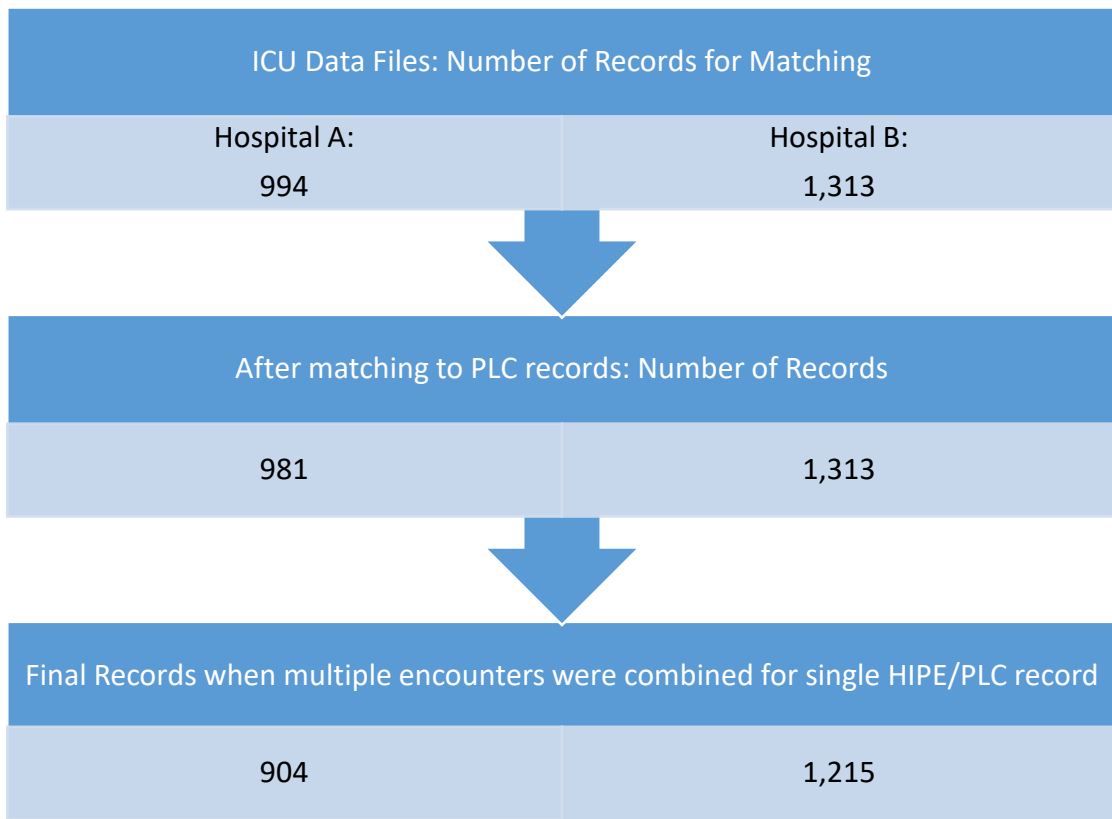 ICU Data Files: Number of Records for Matching
Hospital A:
994
Hospital B:
1,313
After matching to PLC records: Number of Records
981
1,313
Final Records when multiple encounters were combined for single HIPE/PLC record
904
1,215